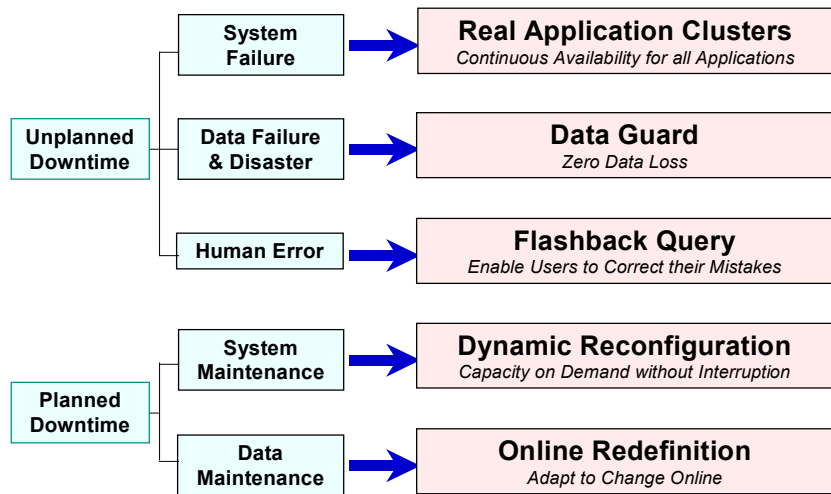 System
Failure
Real Application Clusters
Continuous Availability for all Applications
Unplanned
Downtime
Data Failure
& Disaster
Data Guard
Zero Data Loss
Human Error
Flashback Query
Enable Users to Correct their Mistakes
System
Maintenance
Dynamic Reconfiguration
Capacity on Demand without Interruption
Planned
Downtime
Data
Maintenance
Online Redefinition
Adapt to Change Online